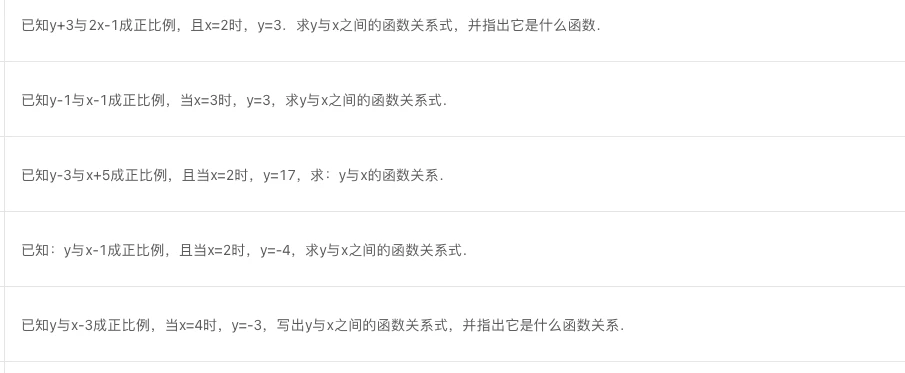 已知y+3与2x-1成正比例，且x=2时，y=3．求y与x之间的函数关系式，并指出它是什么函数．
已知y-1与x-1成正比例，当x=3时，y=3，求y与x之间的函数关系式．
已知y-3与x+5成正比例，且当x=2时，y=17，求：y与x的函数关系．
已知：y与x-1成正比例，且当x=2时，y=-4，求y与x之间的函数关系式．
已知y与x-3成正比例，当x=4时，y=-3，写出y与x之间的函数关系式，并指出它是什么函数关系．